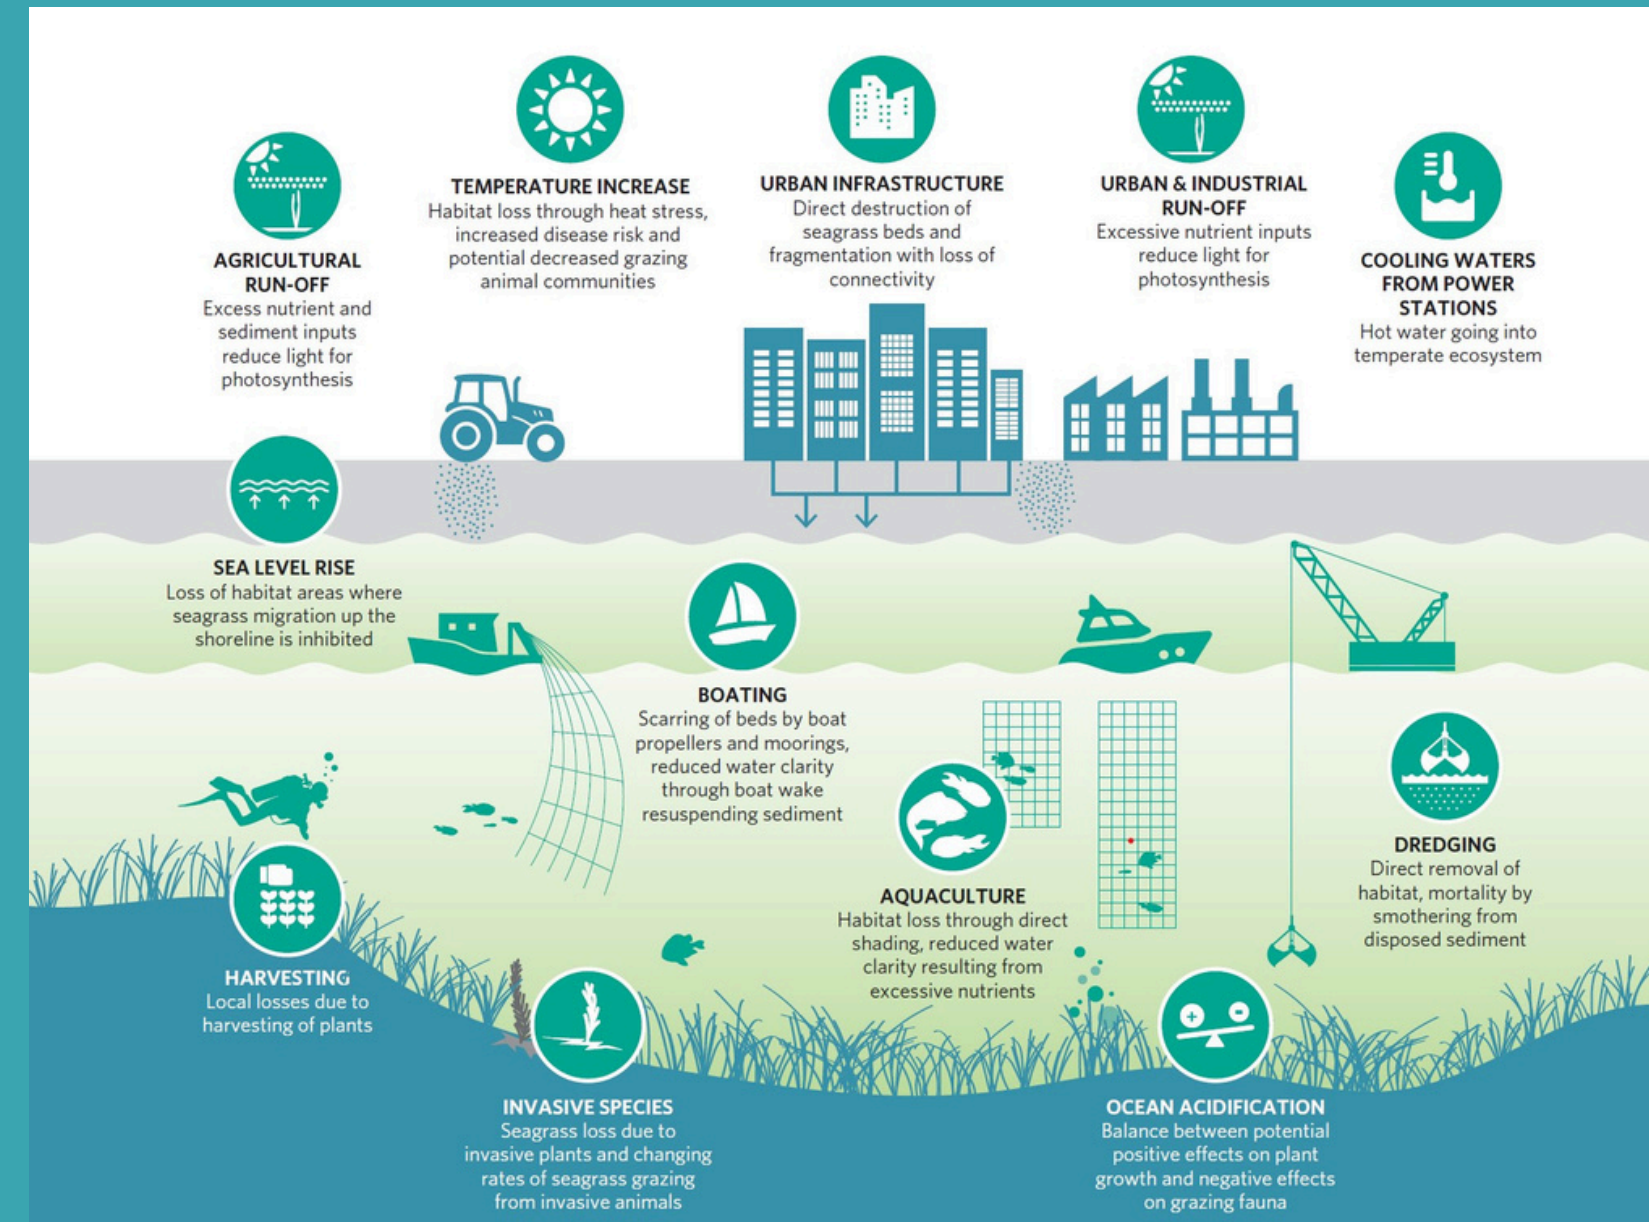 AGRICULTURAL
RUN-OFF
Excess nutrient and
sediment inputs
reduce light for
photosynthesis
TEMPERATURE INCREASE
Habitat loss through heat stress,
increased disease risk and
potential decreased grazing
animal communities
URBAN INFRASTRUCTURE
Direct destruction of
seagrass beds and
fragmentation with loss of
connectivity
URBAN & INDUSTRIAL
RUN-OFF
Excessive nutrient inputs
reduce light for
photosynthesis
COOLING WATERS
FROM POWER
STATIONS
Hot water going into
temperate ecosystem
SEA LEVEL RISE
Loss of habitat areas where
seagrass migration up the
shoreline is inhibited
BOATING
Scarring of beds by boat
propellers and moorings,
reduced water clarity
through boat wake
resuspending sediment
AQUACULTURE
Habitat loss through direct
shading, reduced water
clarity resulting from
excessive nutrients
DREDGING
Direct removal of
habitat, mortality by
smothering from
disposed sediment
HARVESTING
Local losses due to
harvesting of plants
INVASIVE SPECIES
Seagrass loss due to
invasive plants and changing
rates of seagrass grazing
from invasive animals
OCEAN ACIDIFICATION
Balance between potential
positive effects on plant
growth and negative effects
on grazing fauna